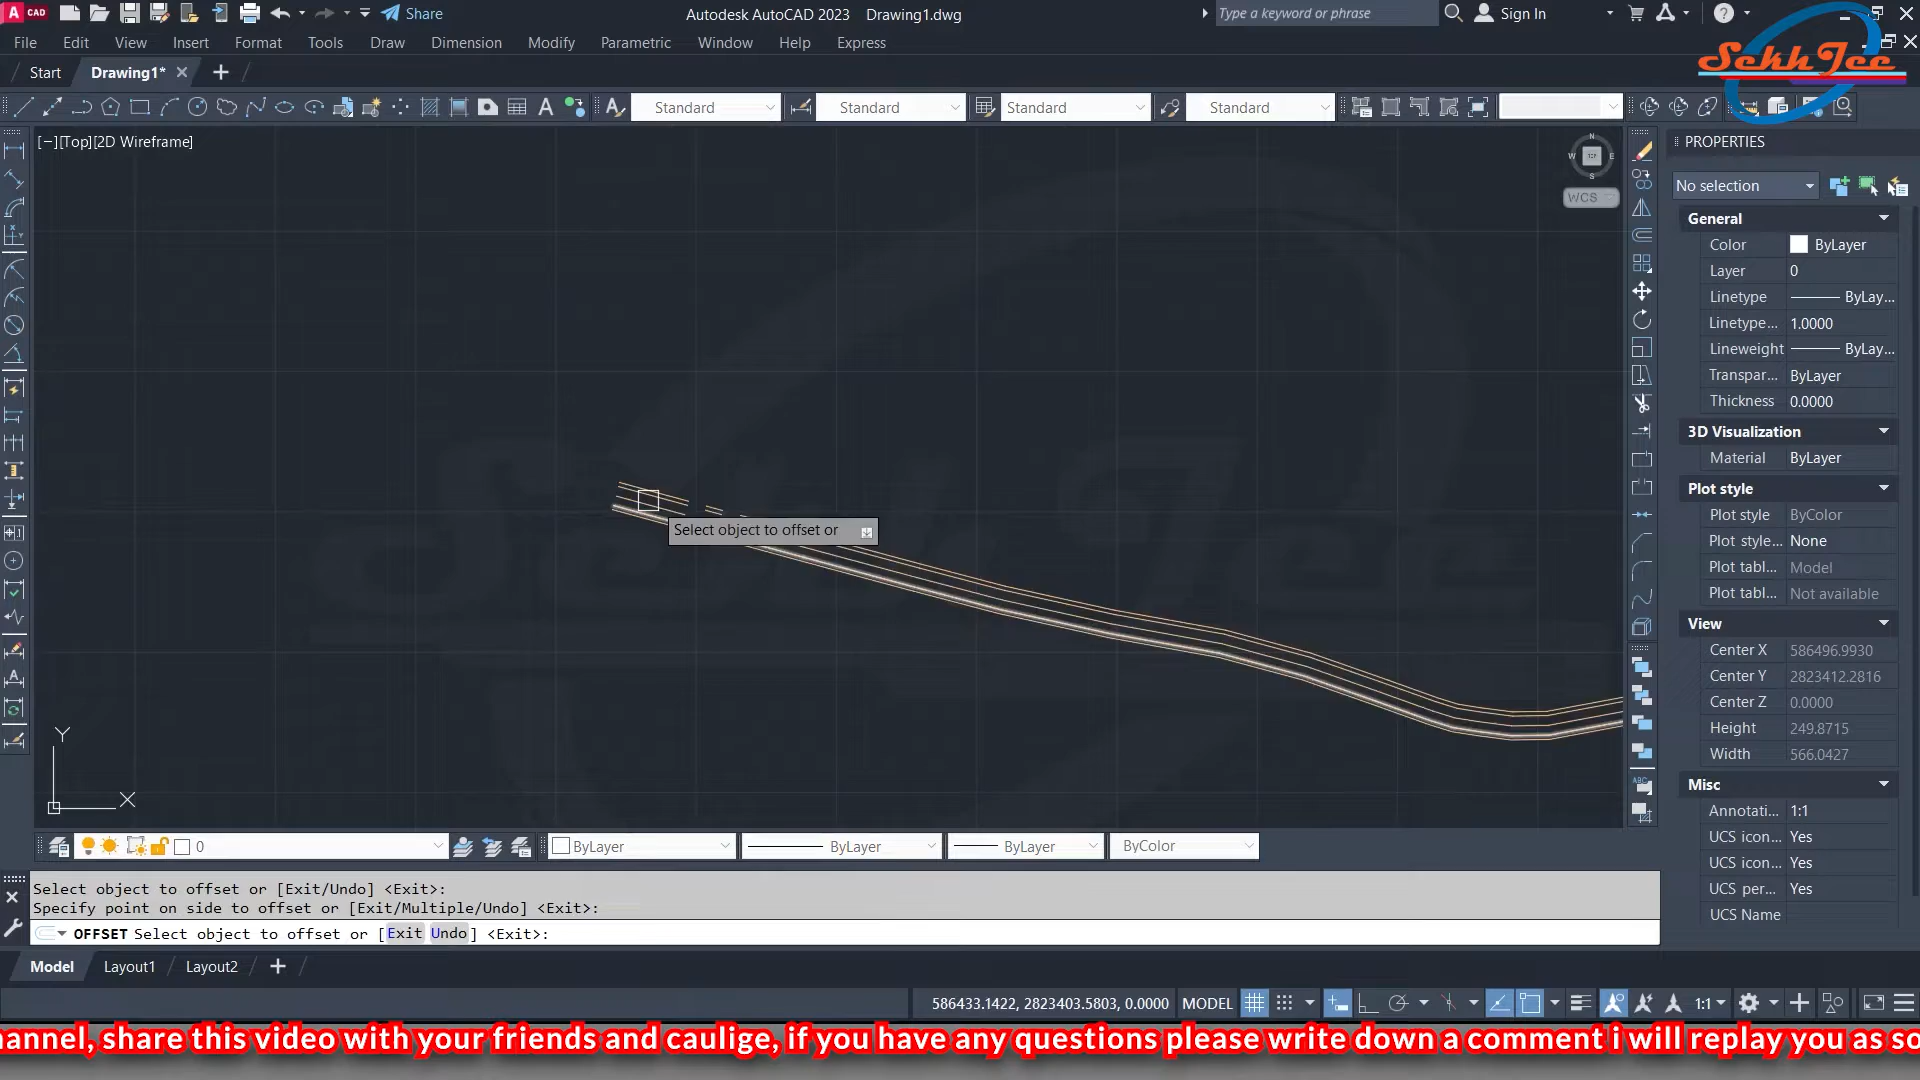 CAD
Share
Autodesk AutoCAD 2023 Drawing1.dwg
Type a keyword or phrase
Sign In
File Edit View Insert Format Tools Draw Dimension Modify Parametric Window Help Express
SekhTee
Start Drawing1*
Standard Standard Standard Standard
[−][Top][2D Wireframe]
N
W TOP E
S
WCS
PROPERTIES
No selection
General
Color ByLayer
Layer 0
Linetype ByLay...
Linetype... 1.0000
Lineweight ByLay...
Transpar... ByLayer
Thickness 0.0000
3D Visualization
Material ByLayer
Plot style
Plot style ByColor
Plot style... None
Plot tabl... Model
Plot tabl... Not available
View
Center X 586496.9930
Center Y 2823412.2816
Center Z 0.0000
Height 249.8715
Width 566.0427
Misc
Annotati... 1:1
UCS icon... Yes
UCS icon... Yes
UCS per... Yes
UCS Name
Select object to offset or
Y
X
0 ByLayer ByLayer ByLayer ByColor
Select object to offset or [Exit/Undo] <Exit>:
Specify point on side to offset or [Exit/Multiple/Undo] <Exit>:
OFFSET Select object to offset or [Exit Undo] <Exit>:
Model Layout1 Layout2
586433.1422, 2823403.5803, 0.0000 MODEL 1:1
hannel, share this video with your friends and caulige, if you have any questions please write down a comment i will replay you as so